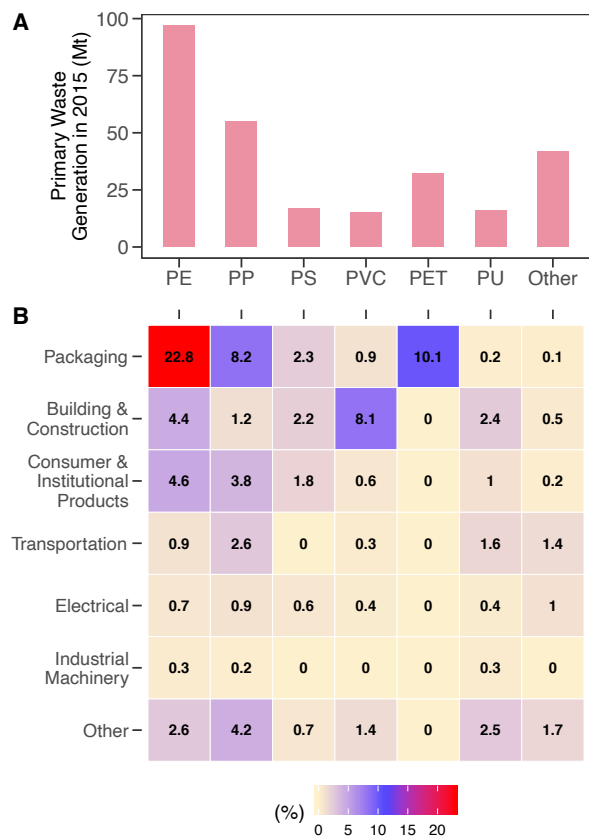 A
Primary Waste
Generation in 2015 (Mt)
100
75
50
25
0
PE PP PS PVC PET PU Other
B
Packaging 22.8 8.2 2.3 0.9 10.1 0.2 0.1
Building &
Construction 4.4 1.2 2.2 8.1 0 2.4 0.5
Consumer &
Institutional
Products 4.6 3.8 1.8 0.6 0 1 0.2
Transportation 0.9 2.6 0 0.3 0 1.6 1.4
Electrical 0.7 0.9 0.6 0.4 0 0.4 1
Industrial
Machinery 0.3 0.2 0 0 0 0.3 0
Other 2.6 4.2 0.7 1.4 0 2.5 1.7
(%) 0 5 10 15 20